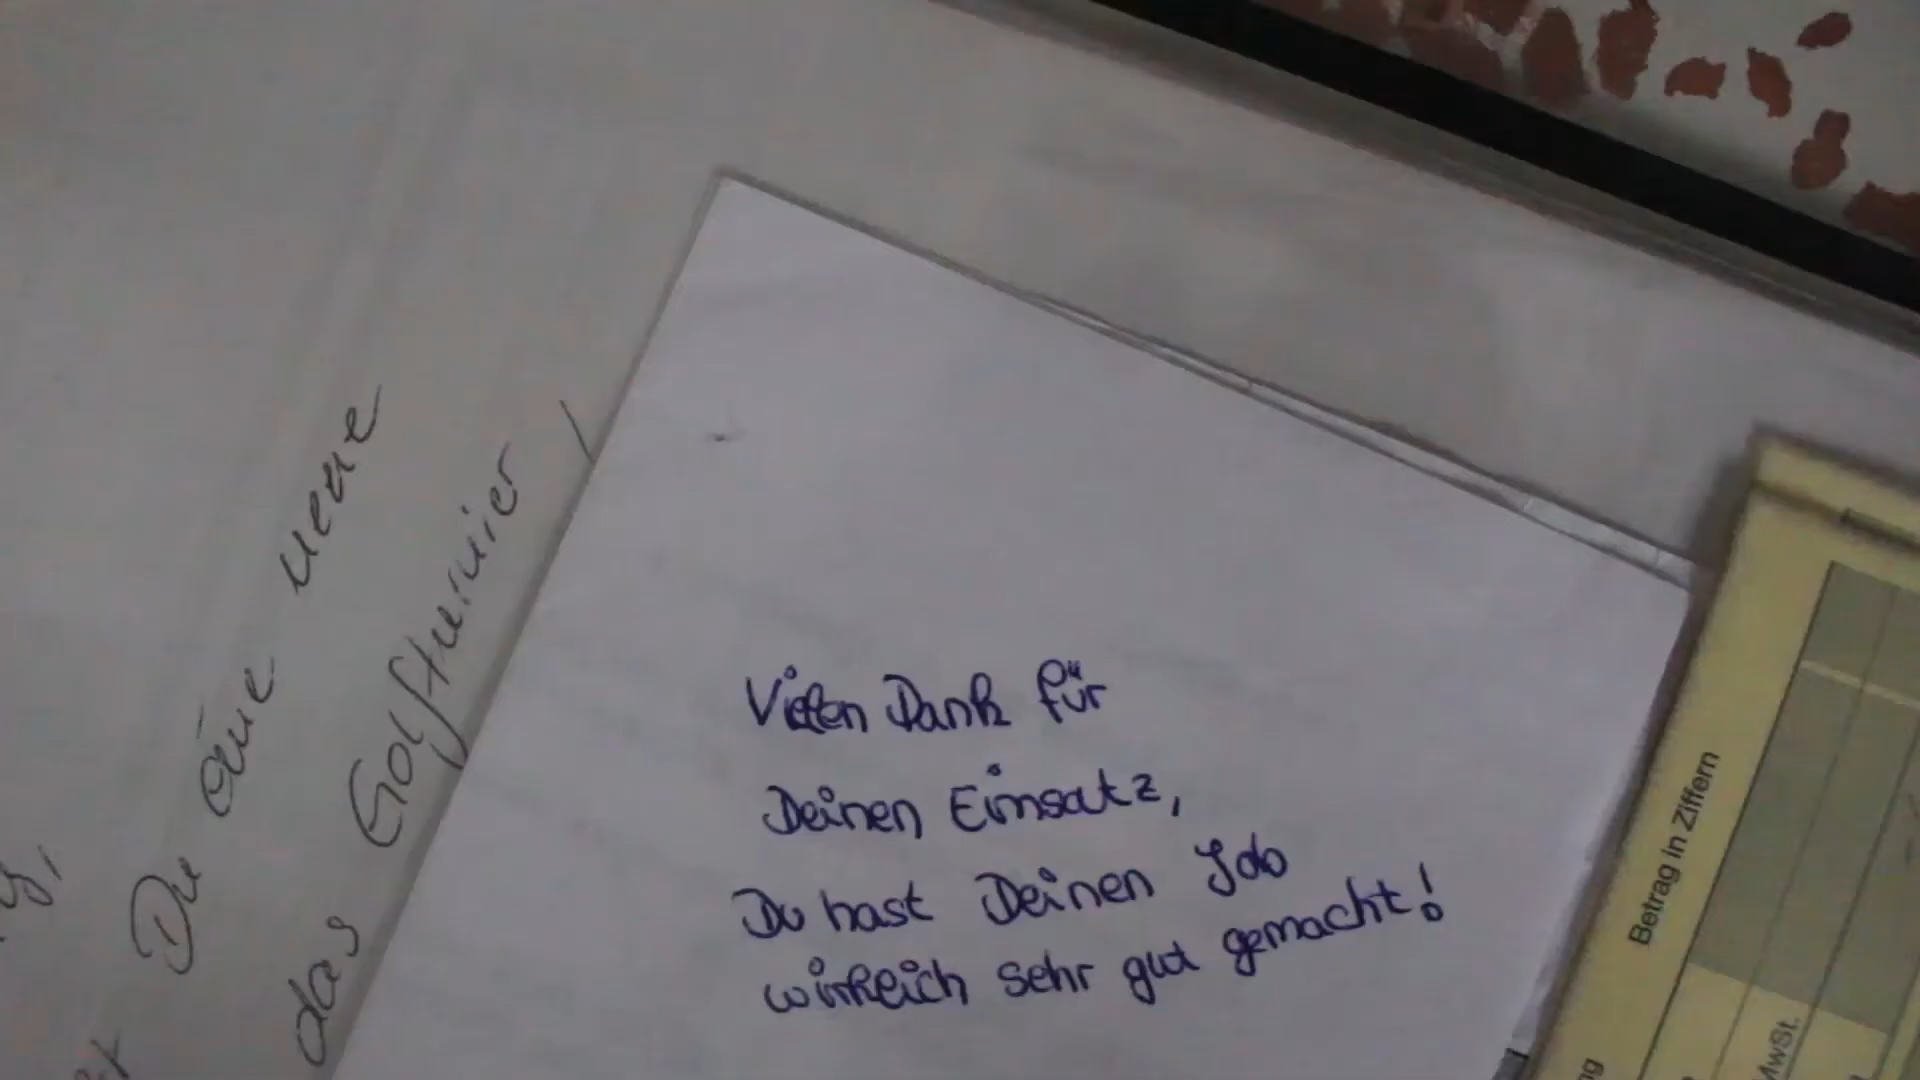 Du eine neue
das Golfturnier
Vielen Dank für
Deinen Einsatz,
Du hast Deinen Job
wirklich sehr gut gemacht!
Betrag in Ziffern
MwSt.